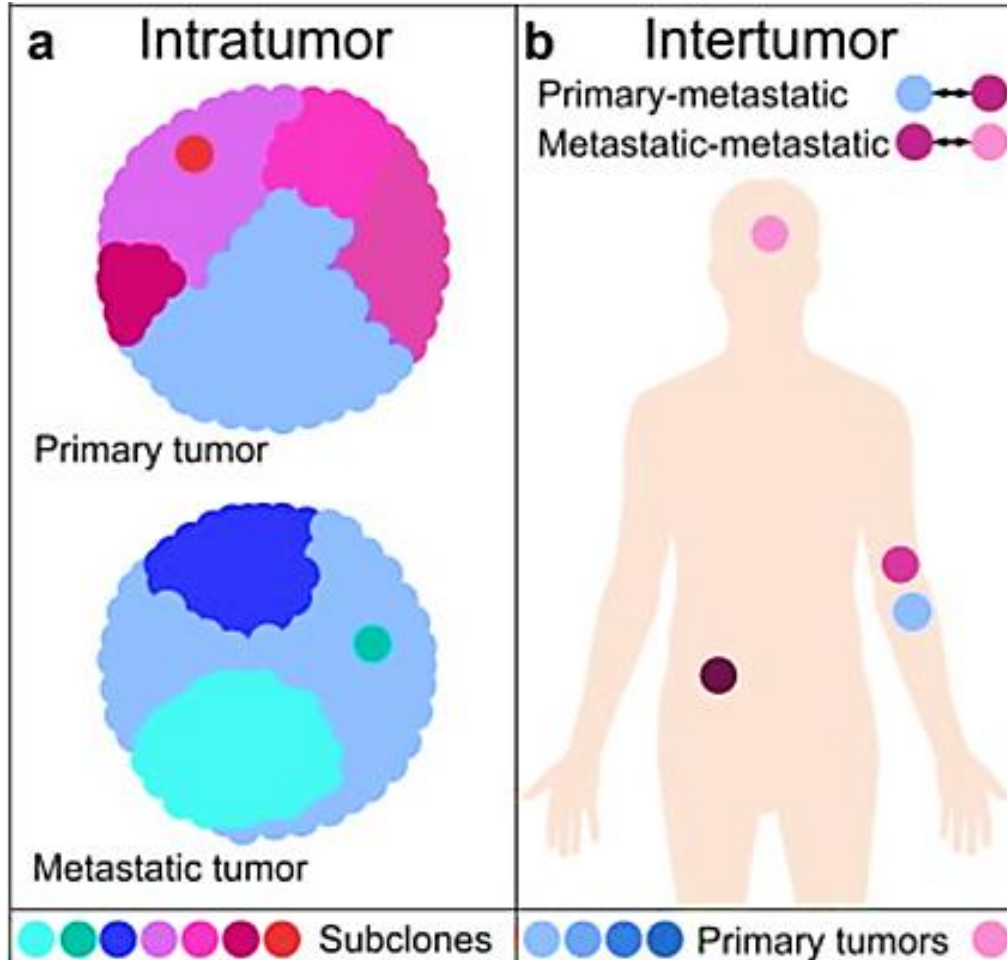 a Intratumor
Primary tumor
Metastatic tumor
Subclones
b Intertumor
Primary-metastatic
Metastatic-metastatic
Primary tumors